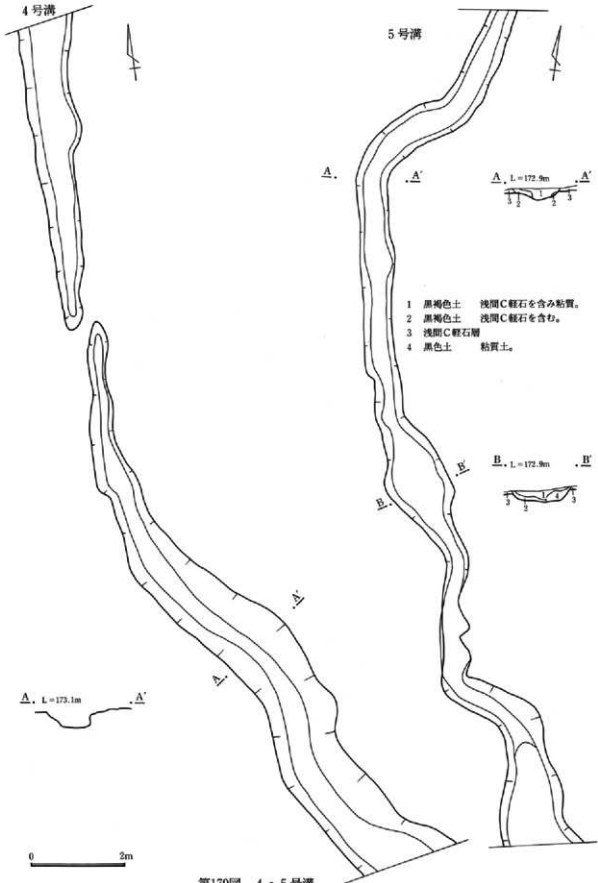 4号溝
5号溝
A. .A'
A. L=172.9m .A'
1
3 2 2 3
1 黒褐色土 浅間C軽石を含み粘質。
2 黒褐色土 浅間C軽石を含む。
3 浅間C軽石層
4 黒色土 粘質土。
B. .B'
B. L=172.9m .B'
1 4
3 2 3
A. .A'
A. L=173.1m .A'
0 2m
第170図 4・5号溝